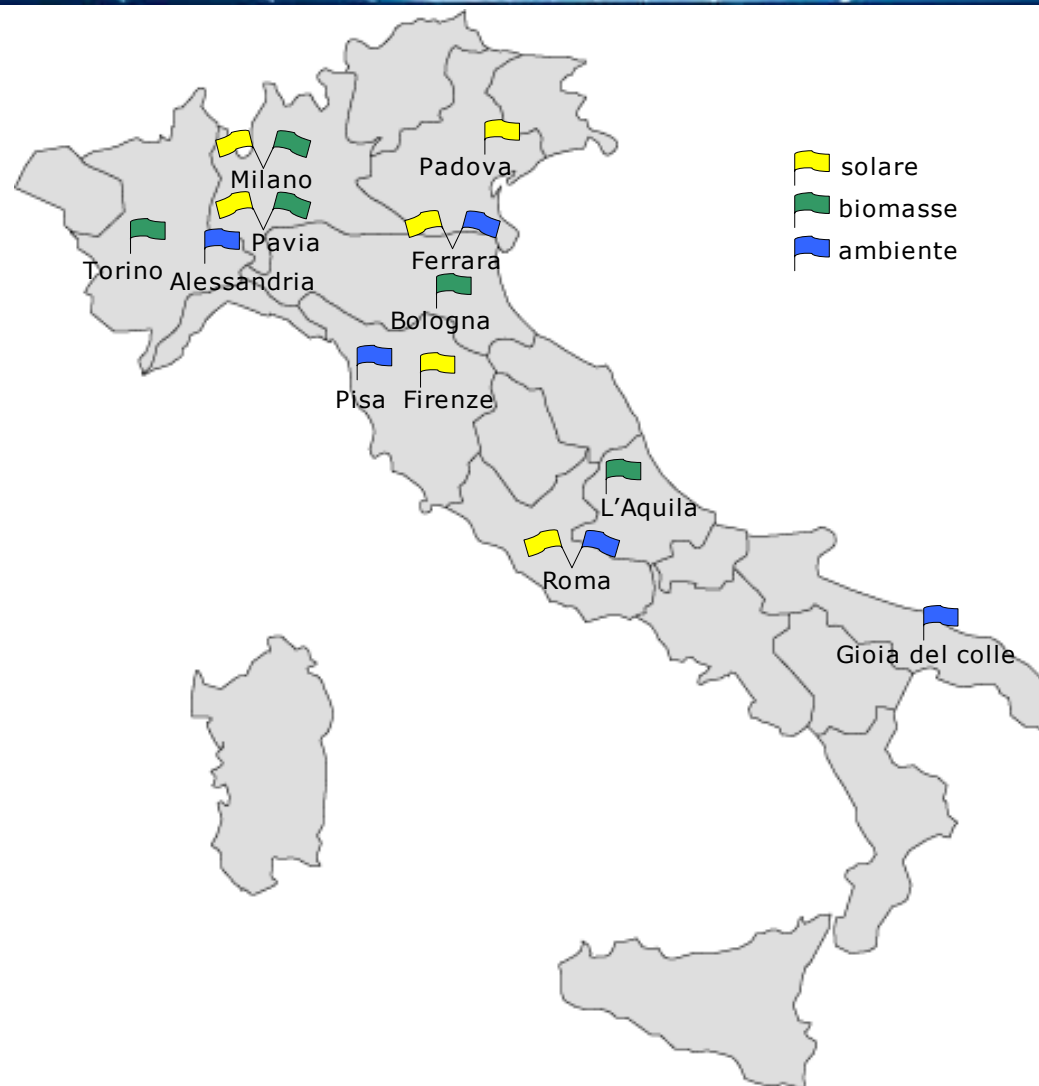 Padova
solare
Milano
biomasse
Pavia
ambiente
Ferrara
Torino
Alessandria
Bologna
Pisa
Firenze
L’Aquila
Roma
Gioia del colle